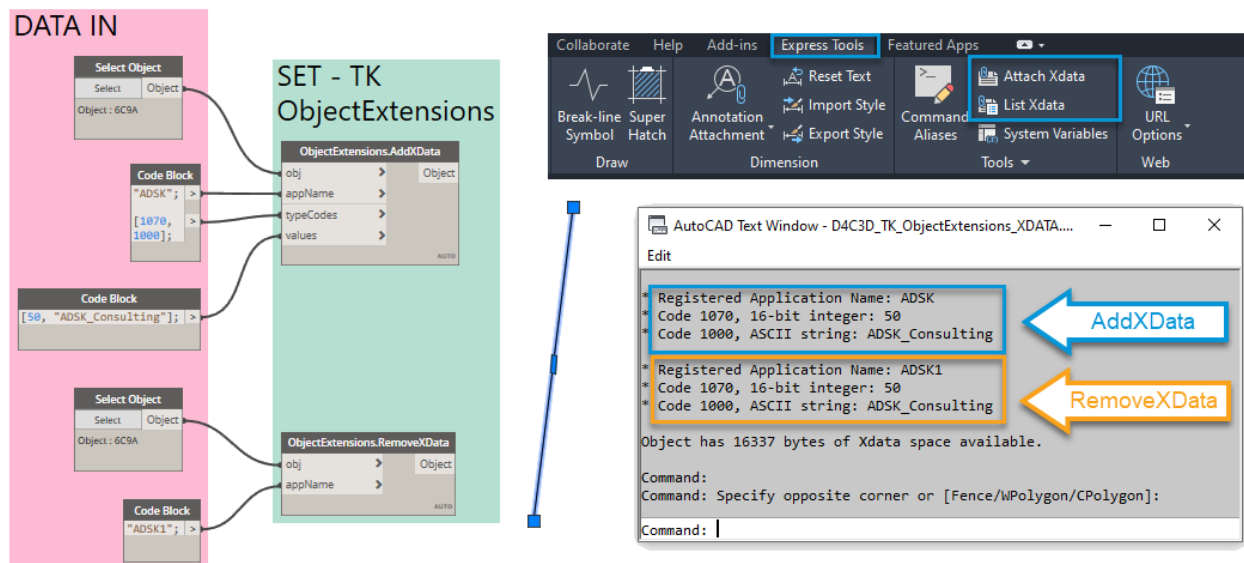 DATA IN
Select Object
Select
Object
Object : 6C9A
Code Block
"ADSK";
>
[1070,
1000];
>
Code Block
[50, "ADSK_Consulting"];
>
Select Object
Select
Object
Object : 6C9A
Code Block
"ADSK1";
>
SET - TK
ObjectExtensions
ObjectExtensions.AddXData
obj
>
Object
appName
>
typeCodes
>
values
>
AUTO
ObjectExtensions.RemoveXData
obj
>
Object
appName
>
AUTO
Collaborate Help Add-ins Express Tools Featured Apps
Break-line
Symbol
Super
Hatch
Draw
Annotation
Attachment
Reset Text
Import Style
Export Style
Dimension
Command
Aliases
Attach Xdata
List Xdata
System Variables
Tools
URL
Options
Web
AutoCAD Text Window - D4C3D_TK_ObjectExtensions_XDATA....
Edit
* Registered Application Name: ADSK
* Code 1070, 16-bit integer: 50
* Code 1000, ASCII string: ADSK_Consulting
AddXData
* Registered Application Name: ADSK1
* Code 1070, 16-bit integer: 50
* Code 1000, ASCII string: ADSK_Consulting
RemoveXData
Object has 16337 bytes of Xdata space available.
Command:
Command: Specify opposite corner or [Fence/WPolygon/CPolygon]:
Command: